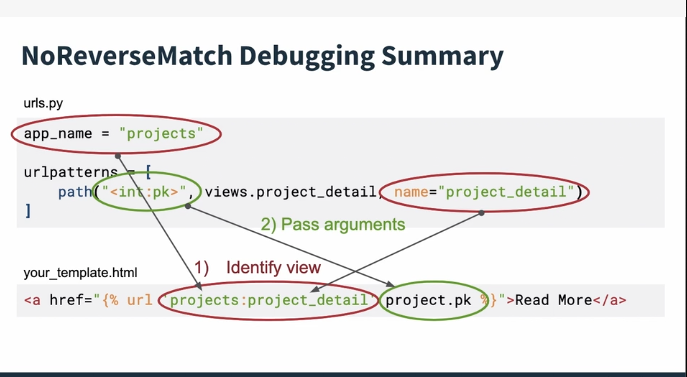 NoReverseMatch Debugging Summary
urls.py
app_name = "projects"
urlpatterns = [
path("<int:pk>", views.project_detail, name="project_detail")
]
2) Pass arguments
1) Identify view
your_template.html
<a href="{% url 'projects:project_detail' project.pk %}">Read More</a>